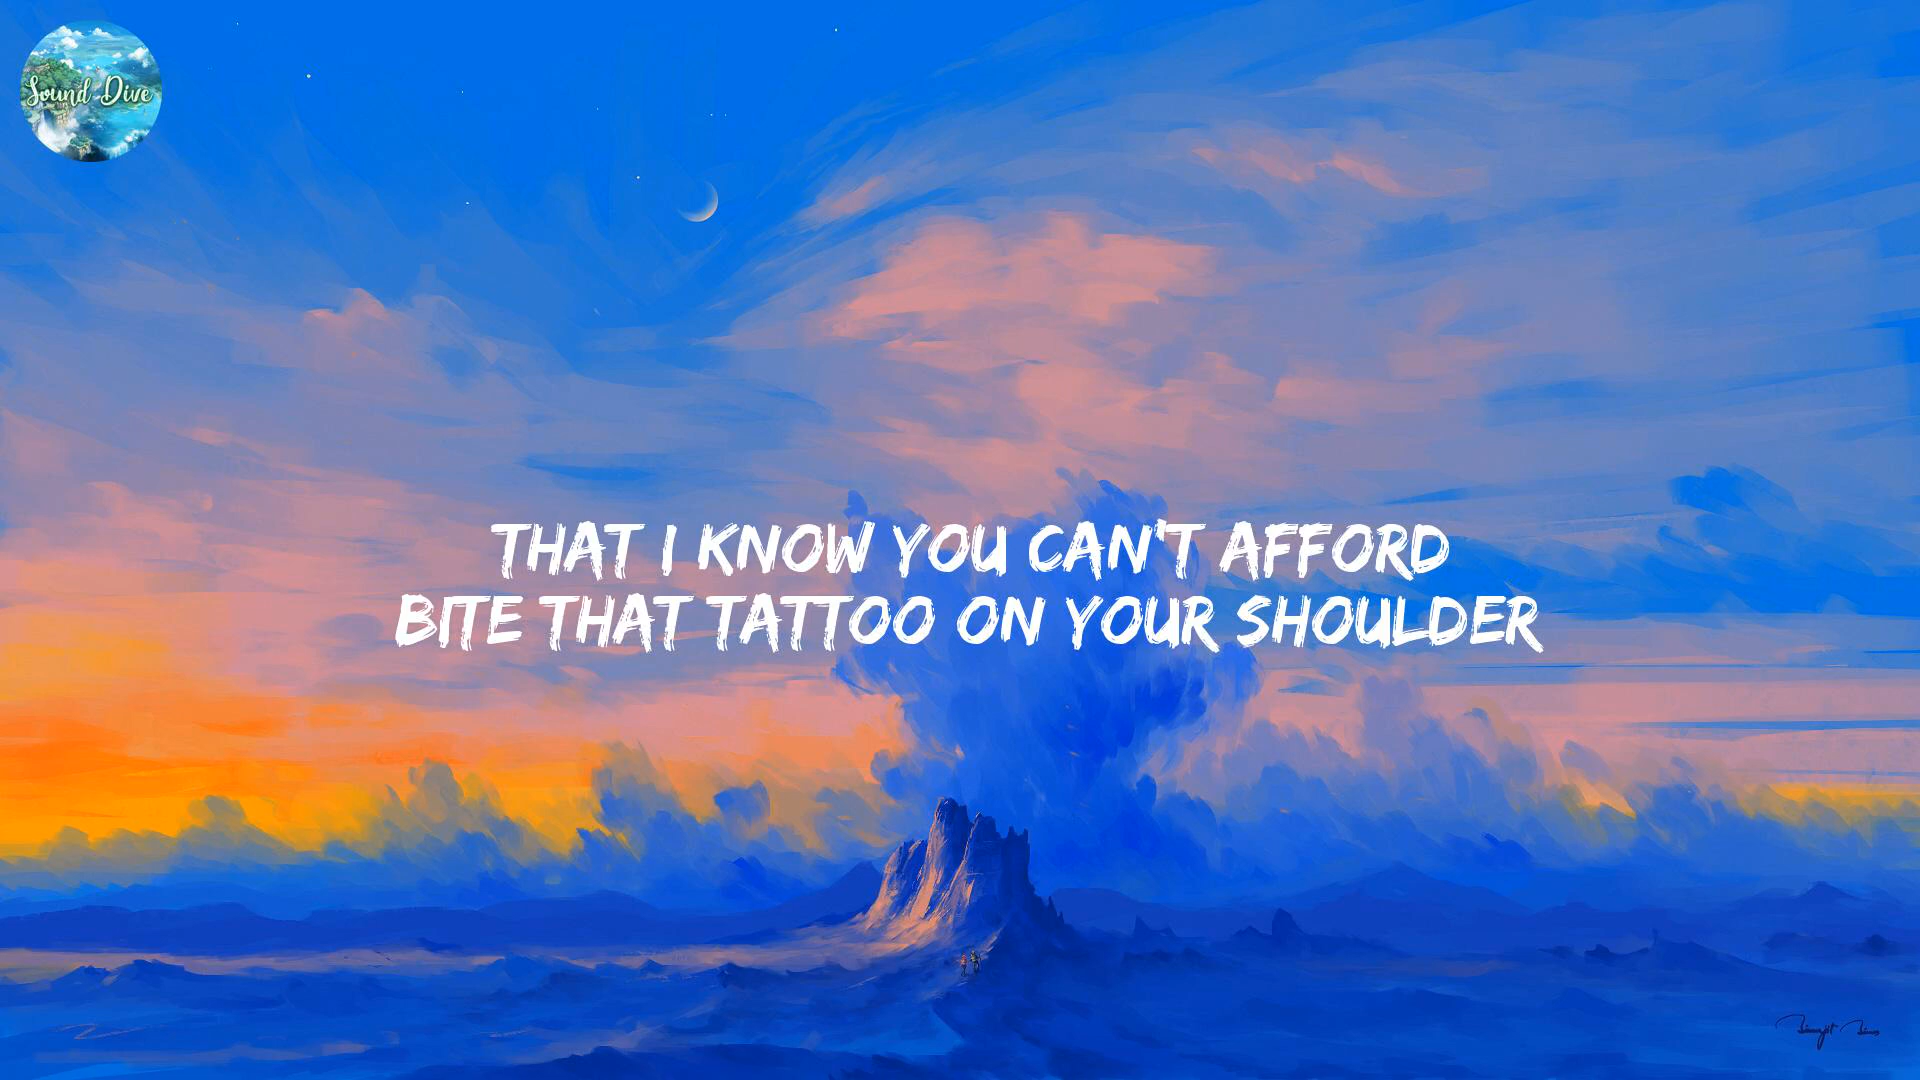 Sound Dive
THAT I KNOW YOU CAN'T AFFORD
BITE THAT TATTOO ON YOUR SHOULDER